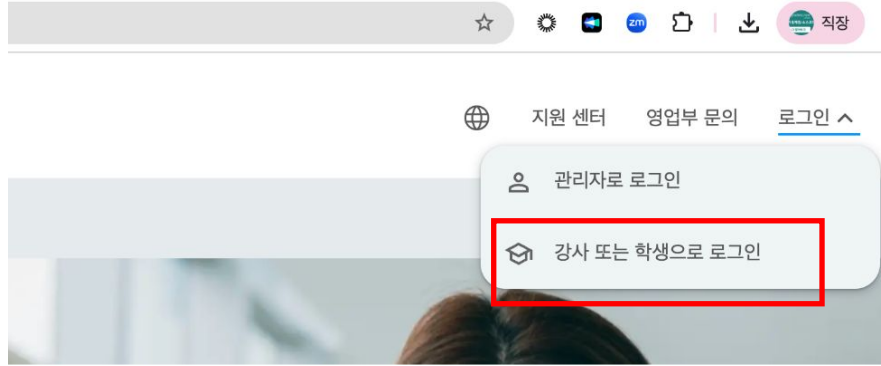 zm 직장
지원 센터 영업부 문의 로그인
관리자로 로그인
강사 또는 학생으로 로그인